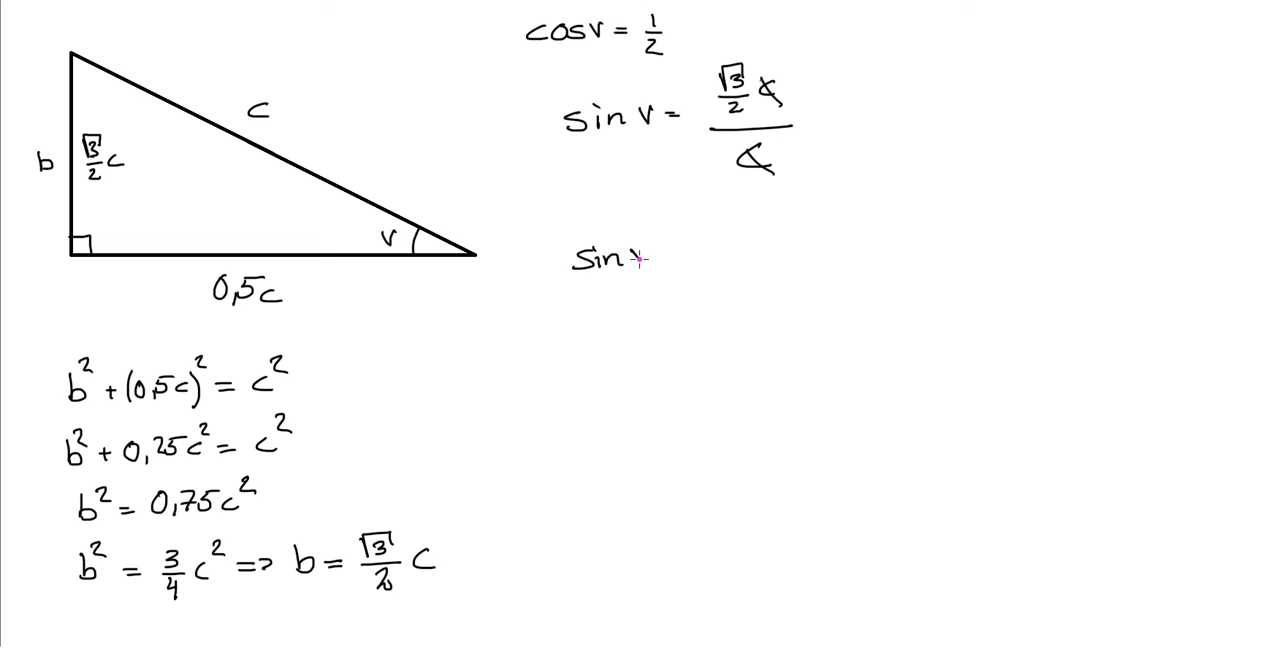 cos v = 1/2
c
sin v = (√3/2 c)/c
b
√3/2 c
v
sin v
0,5c
b² + (0,5c)² = c²
b² + 0,25c² = c²
b² = 0,75c²
b² = 3/4 c² => b = √3/2 c